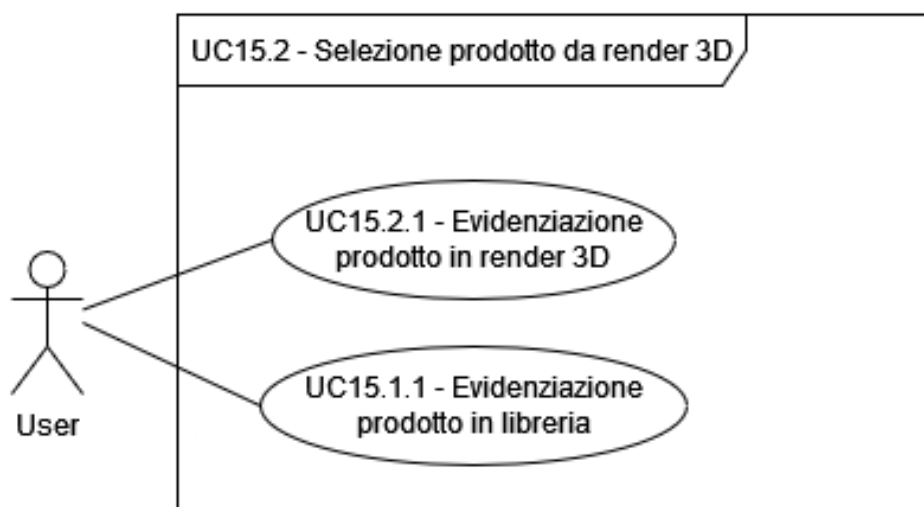 UC15.2 - Selezione prodotto da render 3D
UC15.2.1 - Evidenziazione
prodotto in render 3D
UC15.1.1 - Evidenziazione
prodotto in libreria
User